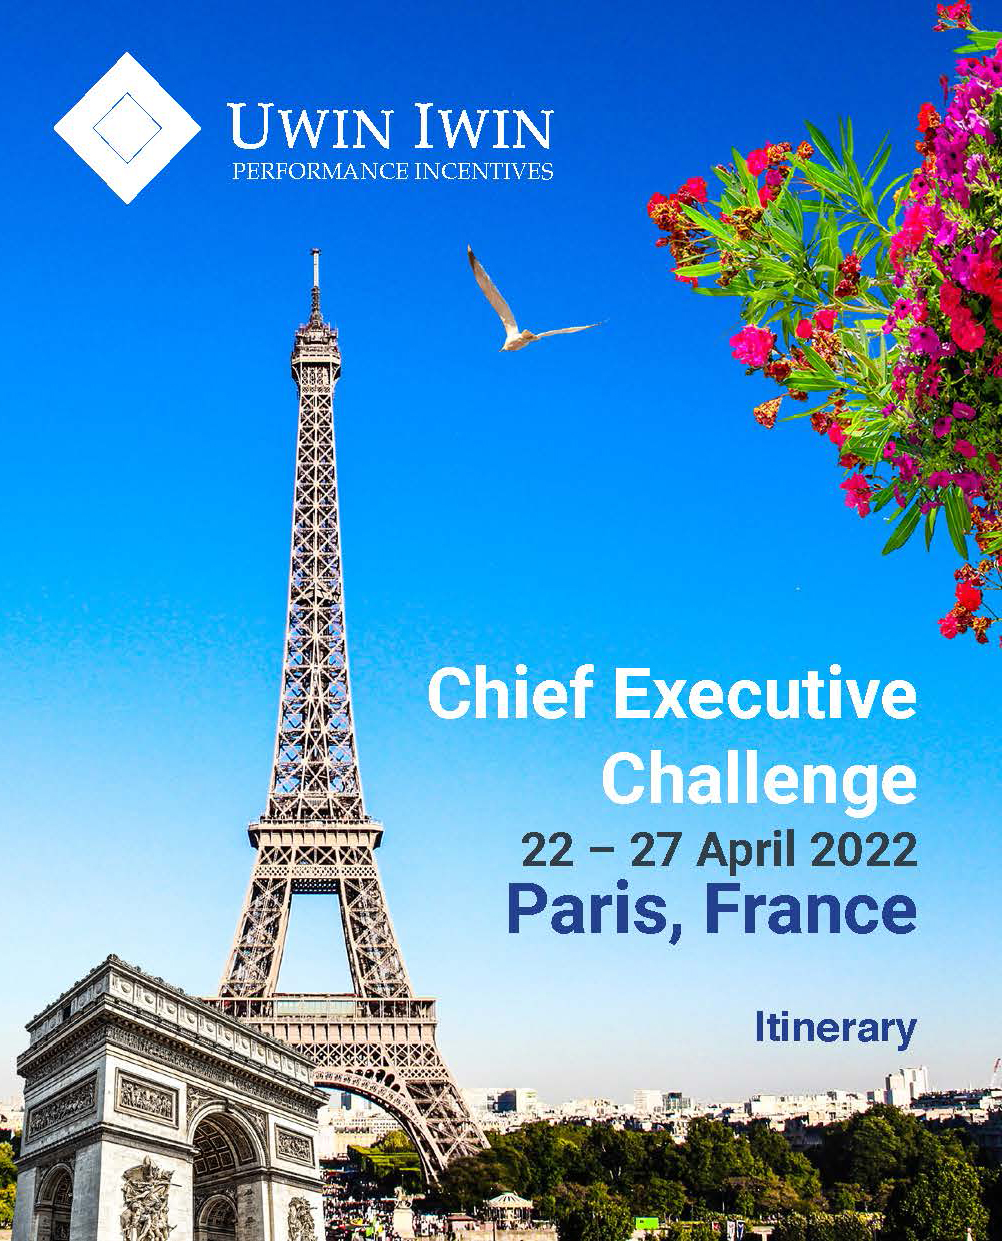 UWIN IWIN
PERFORMANCE INCENTIVES
Chief Executive
Challenge
22 – 27 April 2022
Paris, France
Itinerary